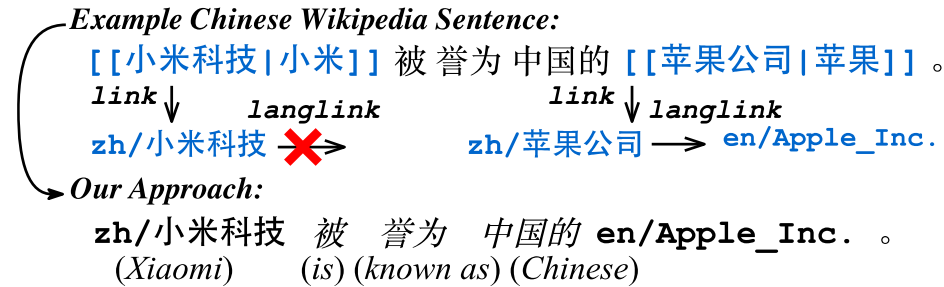 Example Chinese Wikipedia Sentence:
[[小米科技|小米]] 被 誉为 中国的 [[苹果公司|苹果]] 。
link langlink link langlink
zh/小米科技 zh/苹果公司 en/Apple_Inc.
Our Approach:
zh/小米科技 被 誉为 中国的 en/Apple_Inc. 。
(Xiaomi) (is) (known as) (Chinese)